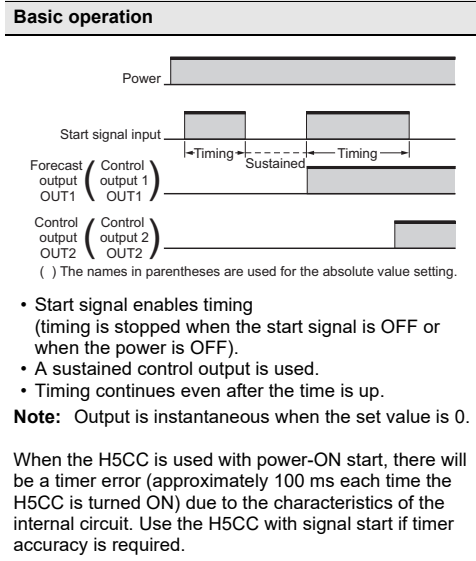 Basic operation
Power
Start signal input
Timing Sustained Timing
Forecast output OUT1 ( Control output 1 OUT1 )
Control output OUT2 ( Control output 2 OUT2 )
( ) The names in parentheses are used for the absolute value setting.
• Start signal enables timing
(timing is stopped when the start signal is OFF or
when the power is OFF).
• A sustained control output is used.
• Timing continues even after the time is up.
Note: Output is instantaneous when the set value is 0.
When the H5CC is used with power-ON start, there will
be a timer error (approximately 100 ms each time the
H5CC is turned ON) due to the characteristics of the
internal circuit. Use the H5CC with signal start if timer
accuracy is required.